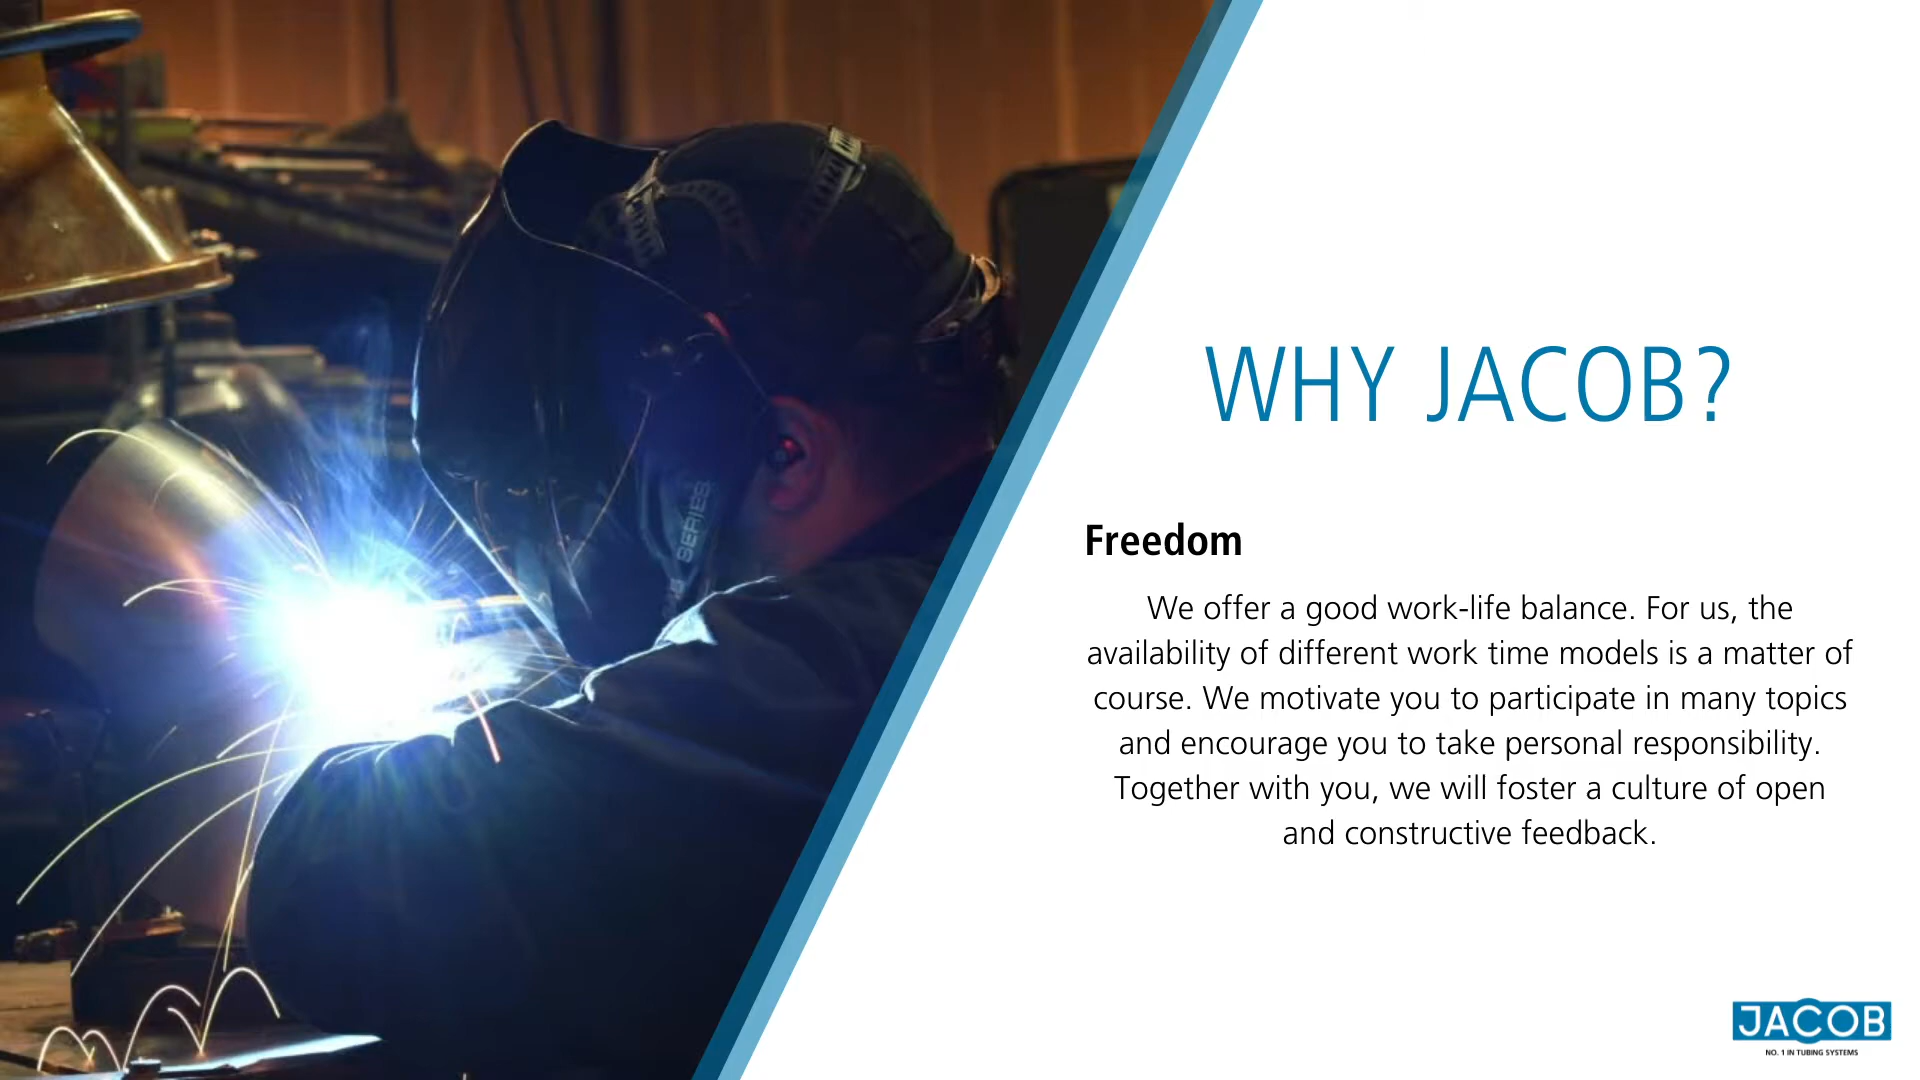 WHY JACOB?
Freedom
We offer a good work-life balance. For us, the
availability of different work time models is a matter of
course. We motivate you to participate in many topics
and encourage you to take personal responsibility.
Together with you, we will foster a culture of open
and constructive feedback.
SERIES
JACOB
NO. 1 IN TUBING SYSTEMS